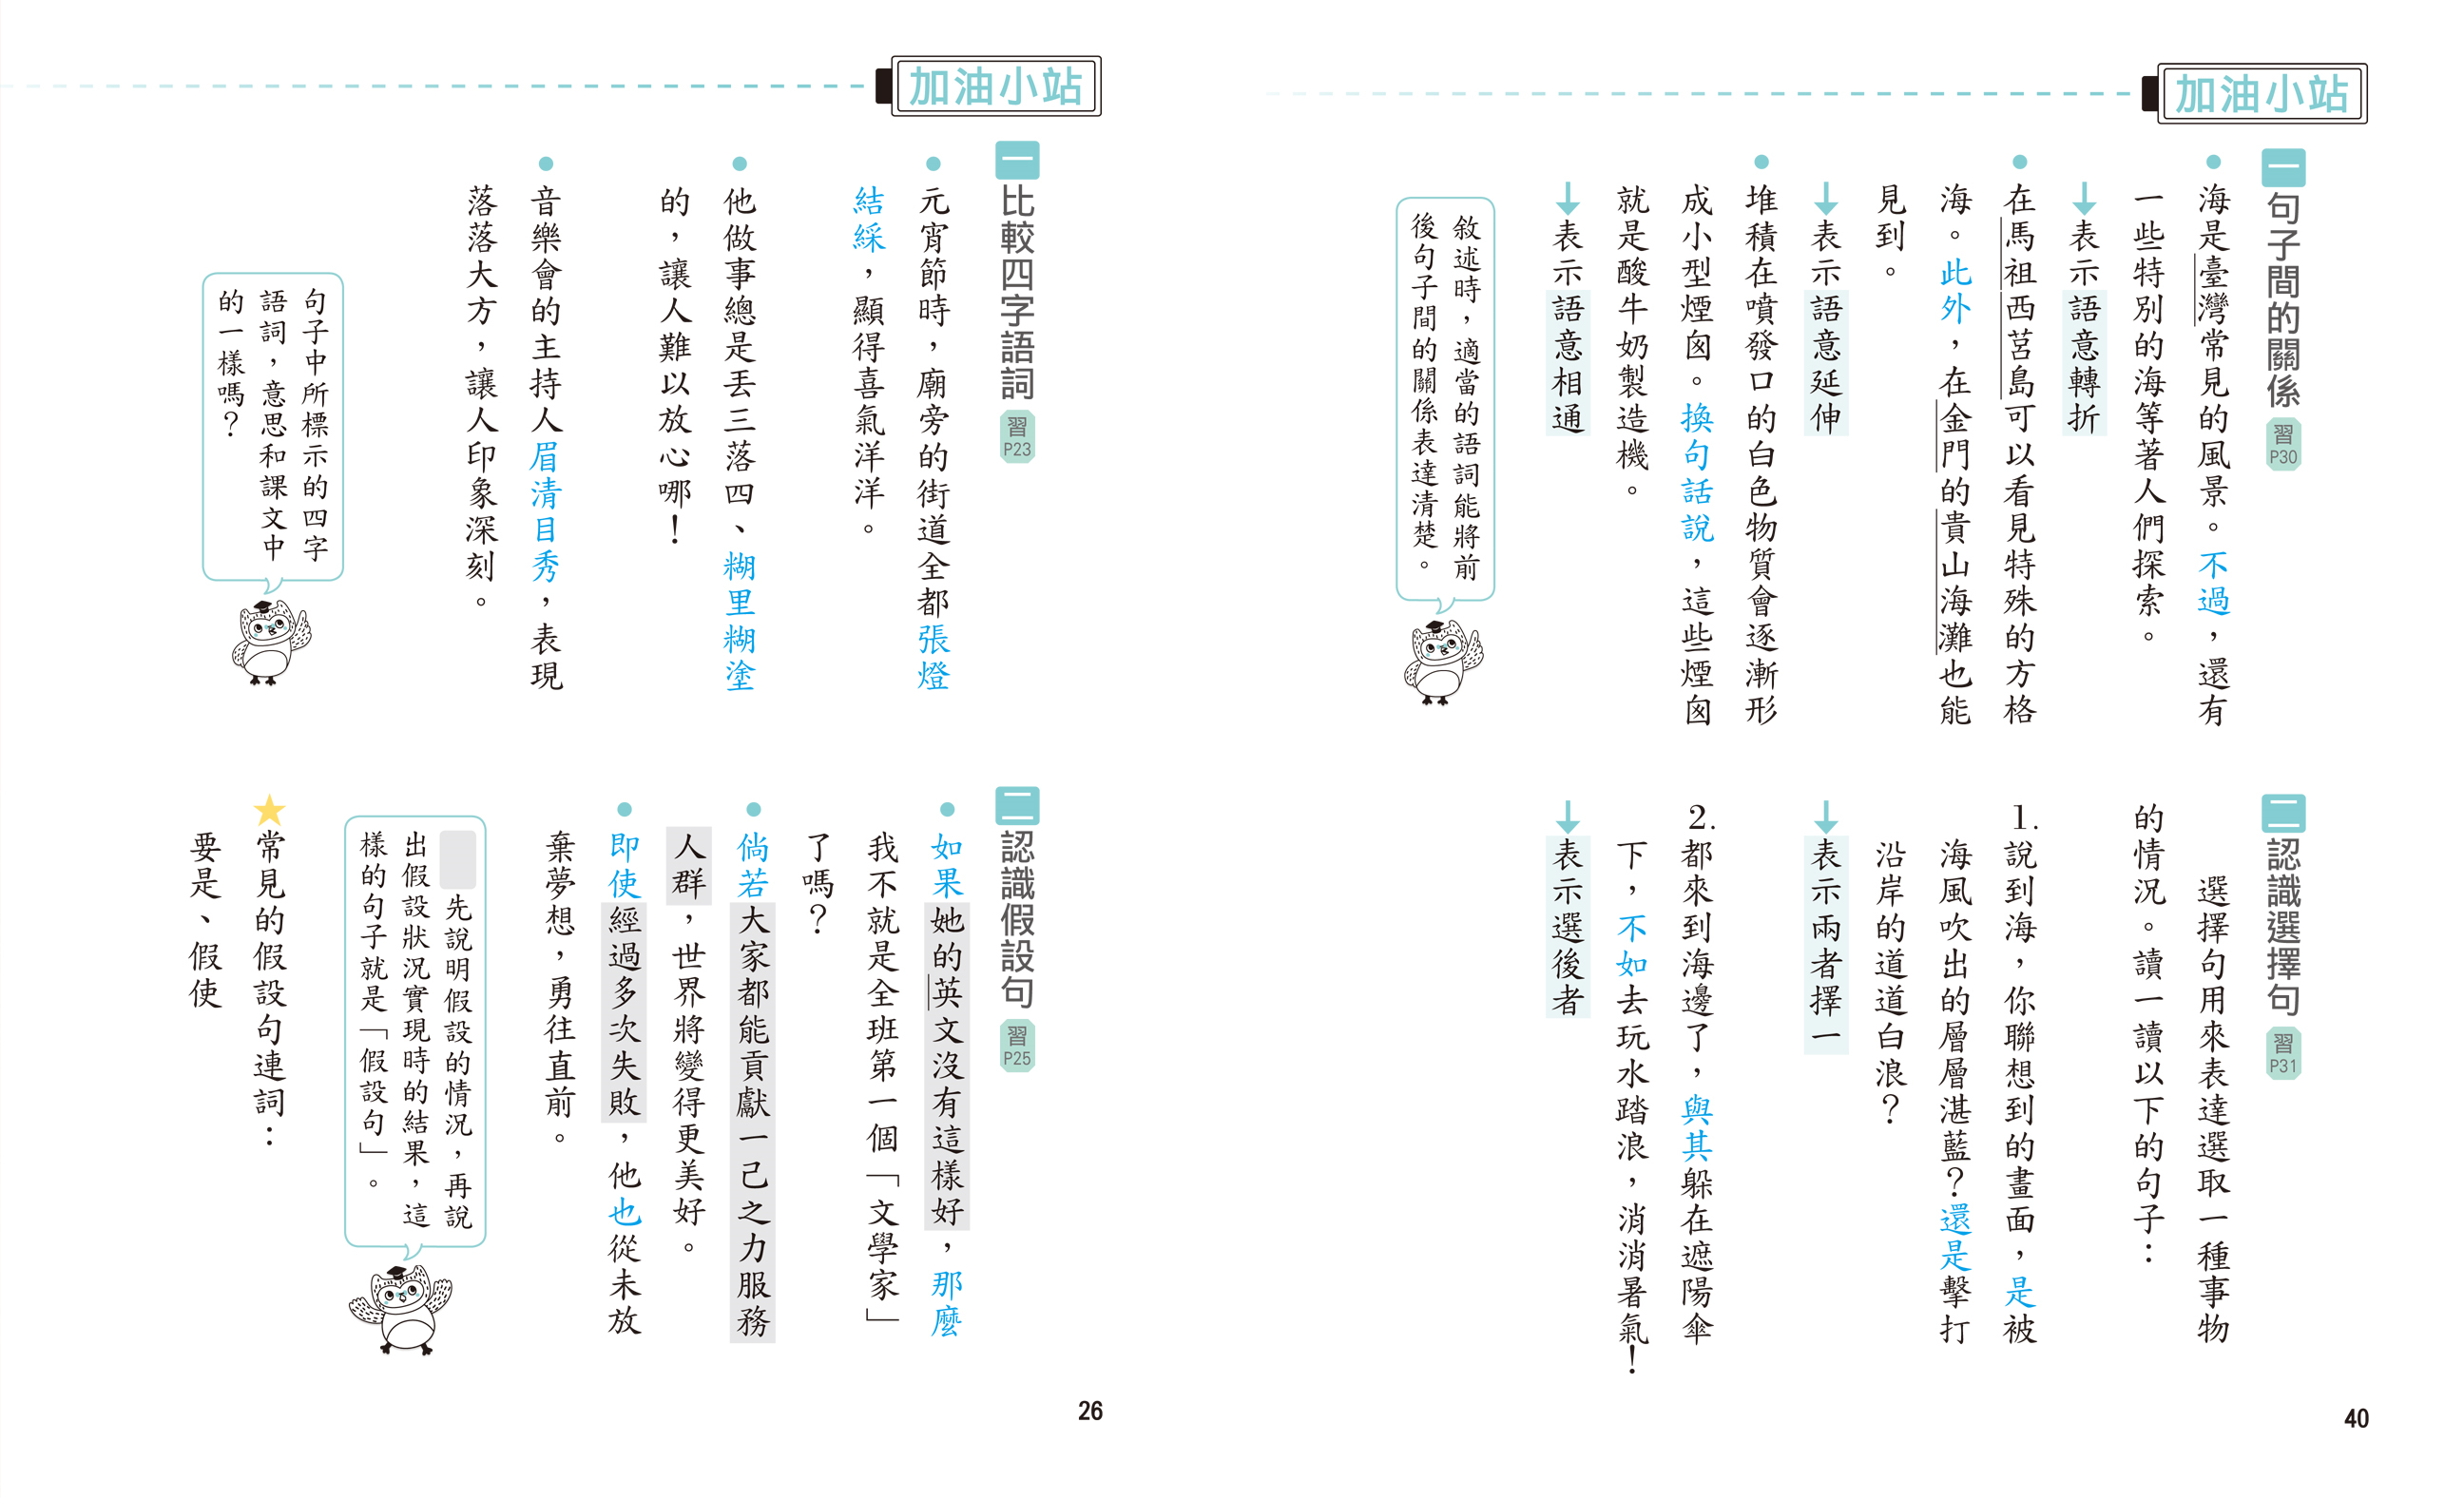 加油小站
一 句子間的關係 習P30
海是臺灣常見的風景。不過,還有
一些特別的海等著人們探索。
↓表示語意轉折
在馬祖西莒島可以看見特殊的方格
海。此外,在金門的貴山海灘也能
見到。
↓表示語意延伸
堆積在噴發口的白色物質會逐漸形
成小型煙囪。換句話說,這些煙囪
就是酸牛奶製造機。
↓表示語意相通
敘述時,適當的語詞能將前
後句子間的關係表達清楚。
二 認識選擇句 習P31
選擇句用來表達選取一種事物
的情況。讀一讀以下的句子:
1.說到海,你聯想到的畫面,是被
海風吹出的層層湛藍?還是擊打
沿岸的道道白浪?
↓表示兩者擇一
2.都來到海邊了,與其躲在遮陽傘
下,不如去玩水踏浪,消消暑氣!
↓表示選後者
40
加油小站
一 比較四字語詞 習P23
元宵節時,廟旁的街道全都張燈
結綵,顯得喜氣洋洋。
他做事總是丟三落四、糊里糊塗
的,讓人難以放心哪!
音樂會的主持人眉清目秀,表現
落落大方,讓人印象深刻。
句子中所標示的四字
語詞,意思和課文中
的一樣嗎?
二 認識假設句 習P25
如果她的英文沒有這樣好,那麼
我不就是全班第一個「文學家」
了嗎?
倘若大家都能貢獻一己之力服務
人群,世界將變得更美好。
即使經過多次失敗,他也從未放
棄夢想,勇往直前。
先說明假設的情況,再說
出假設狀況實現時的結果,這
樣的句子就是「假設句」。
★常見的假設句連詞:
要是、假使
26